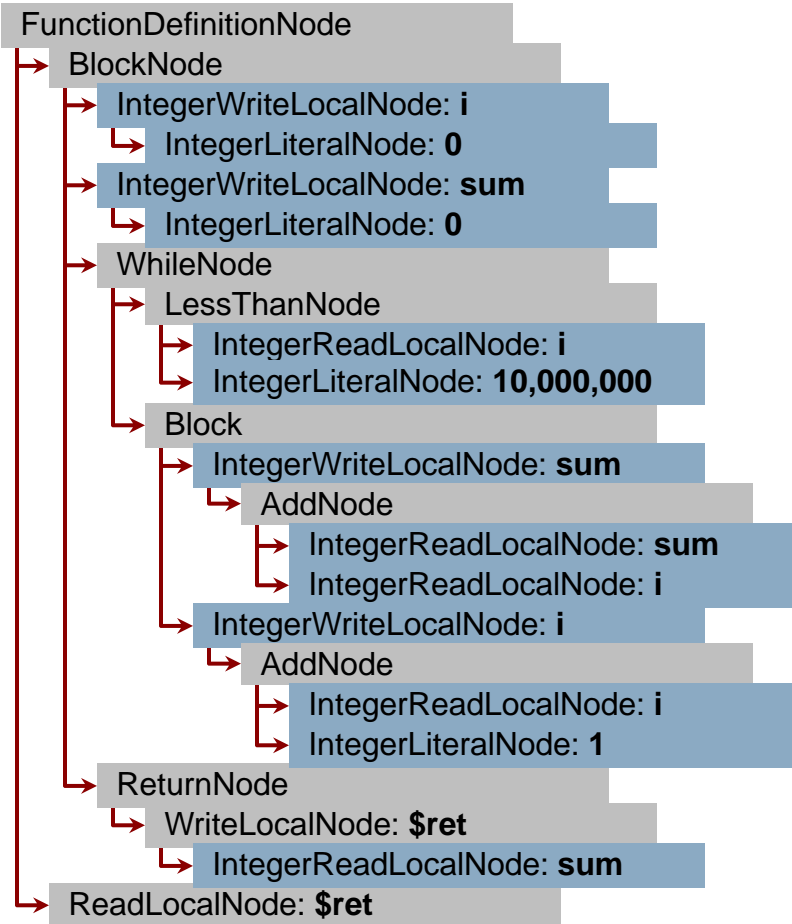 FunctionDefinitionNode
BlockNode
IntegerWriteLocalNode: i
IntegerLiteralNode: 0
IntegerWriteLocalNode: sum
IntegerLiteralNode: 0
WhileNode
LessThanNode
IntegerReadLocalNode: i
IntegerLiteralNode: 10,000,000
Block
IntegerWriteLocalNode: sum
AddNode
IntegerReadLocalNode: sum
IntegerReadLocalNode: i
IntegerWriteLocalNode: i
AddNode
IntegerReadLocalNode: i
IntegerLiteralNode: 1
ReturnNode
WriteLocalNode: $ret
IntegerReadLocalNode: sum
ReadLocalNode: $ret